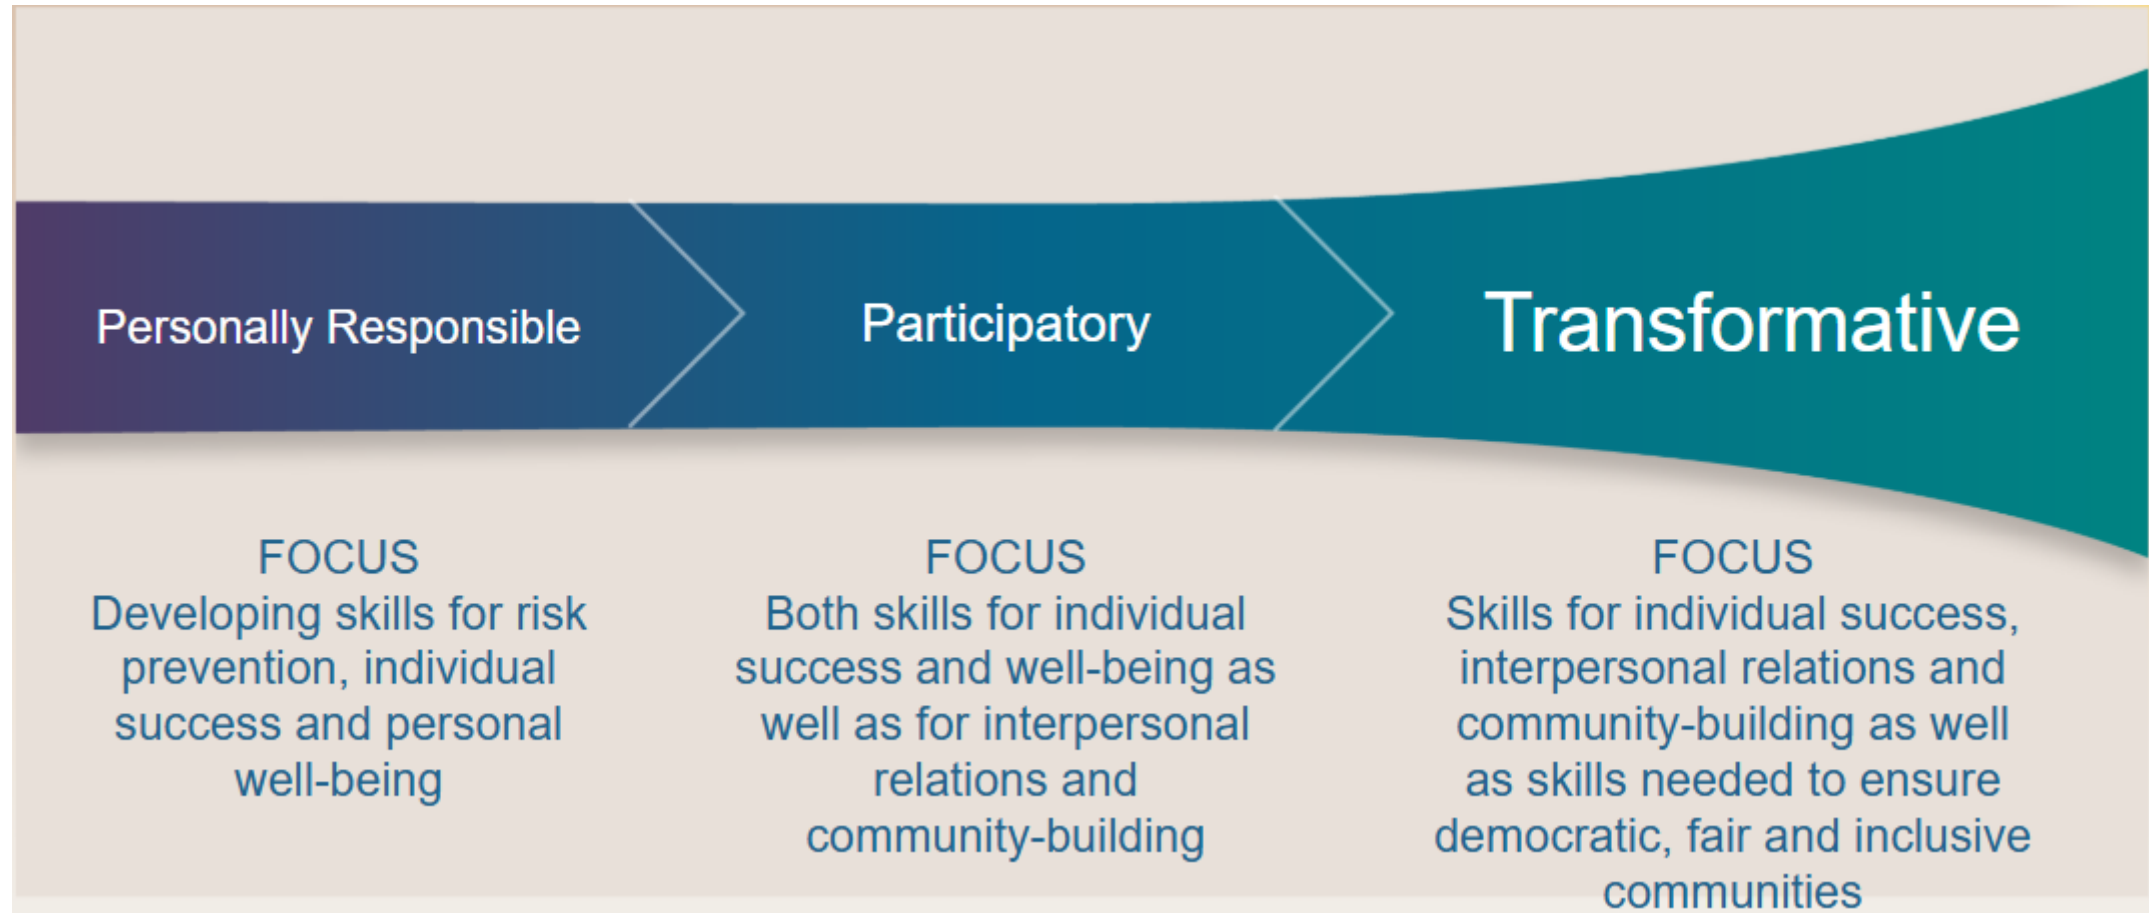 Personally Responsible
Participatory
Transformative
FOCUS
Developing skills for risk
prevention, individual
success and personal
well-being
FOCUS
Both skills for individual
success and well-being as
well as for interpersonal
relations and
community-building
FOCUS
Skills for individual success,
interpersonal relations and
community-building as well
as skills needed to ensure
democratic, fair and inclusive
communities